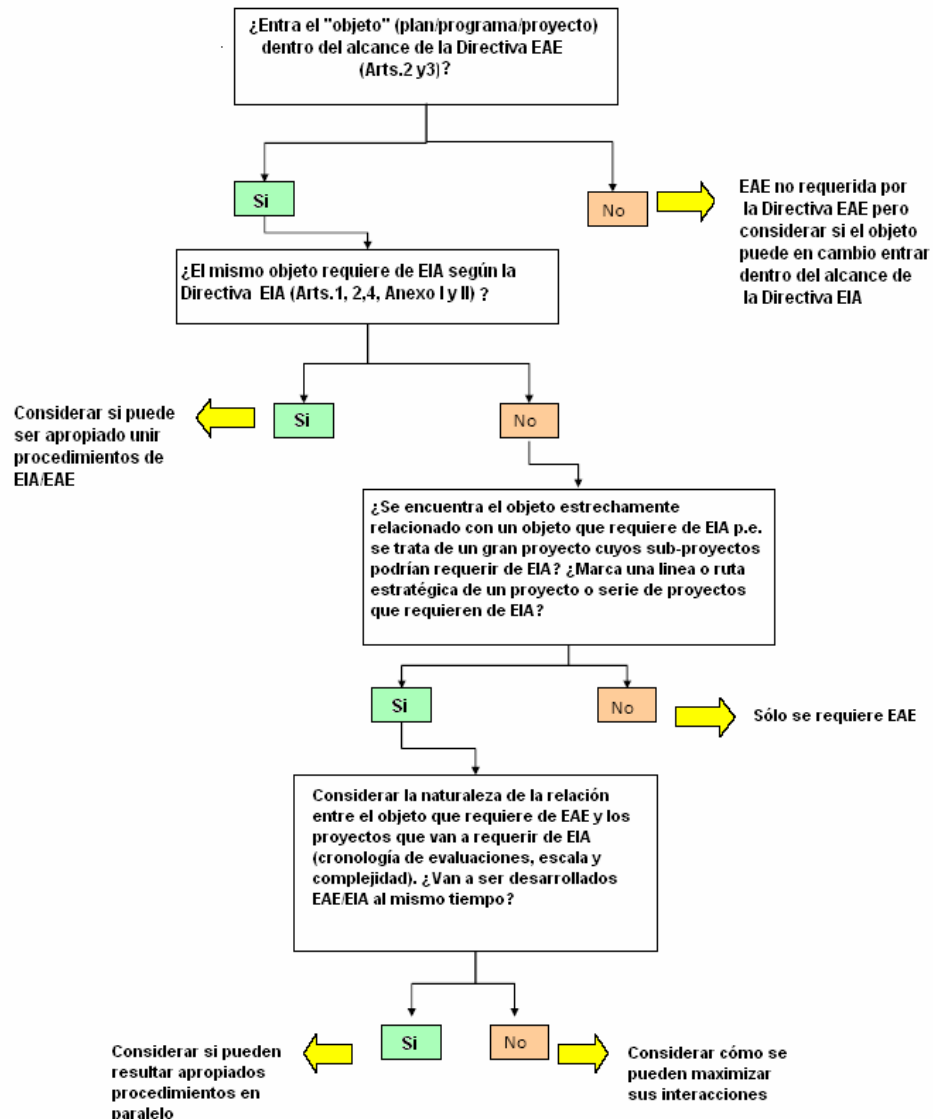 ¿Entra el "objeto" (plan/programa/proyecto)
dentro del alcance de la Directiva EAE
(Arts.2 y3)?
Si
No
EAE no requerida por
la Directiva EAE pero
considerar si el objeto
puede en cambio entrar
dentro del alcance de
la Directiva EIA
¿El mismo objeto requiere de EIA según la
Directiva EIA (Arts.1, 2,4, Anexo I y II) ?
Considerar si puede
ser apropiado unir
procedimientos de
EIA/EAE
Si
No
¿Se encuentra el objeto estrechamente
relacionado con un objeto que requiere de EIA p.e.
se trata de un gran proyecto cuyos sub-proyectos
podrían requerir de EIA? ¿Marca una linea o ruta
estratégica de un proyecto o serie de proyectos
que requieren de EIA?
Si
No
Sólo se requiere EAE
Considerar la naturaleza de la relación
entre el objeto que requiere de EAE y los
proyectos que van a requerir de EIA
(cronología de evaluaciones, escala y
complejidad). ¿Van a ser desarrollados
EAE/EIA al mismo tiempo?
Considerar si pueden
resultar apropiados
procedimientos en
paralelo
Si
No
Considerar cómo se
pueden maximizar
sus interacciones